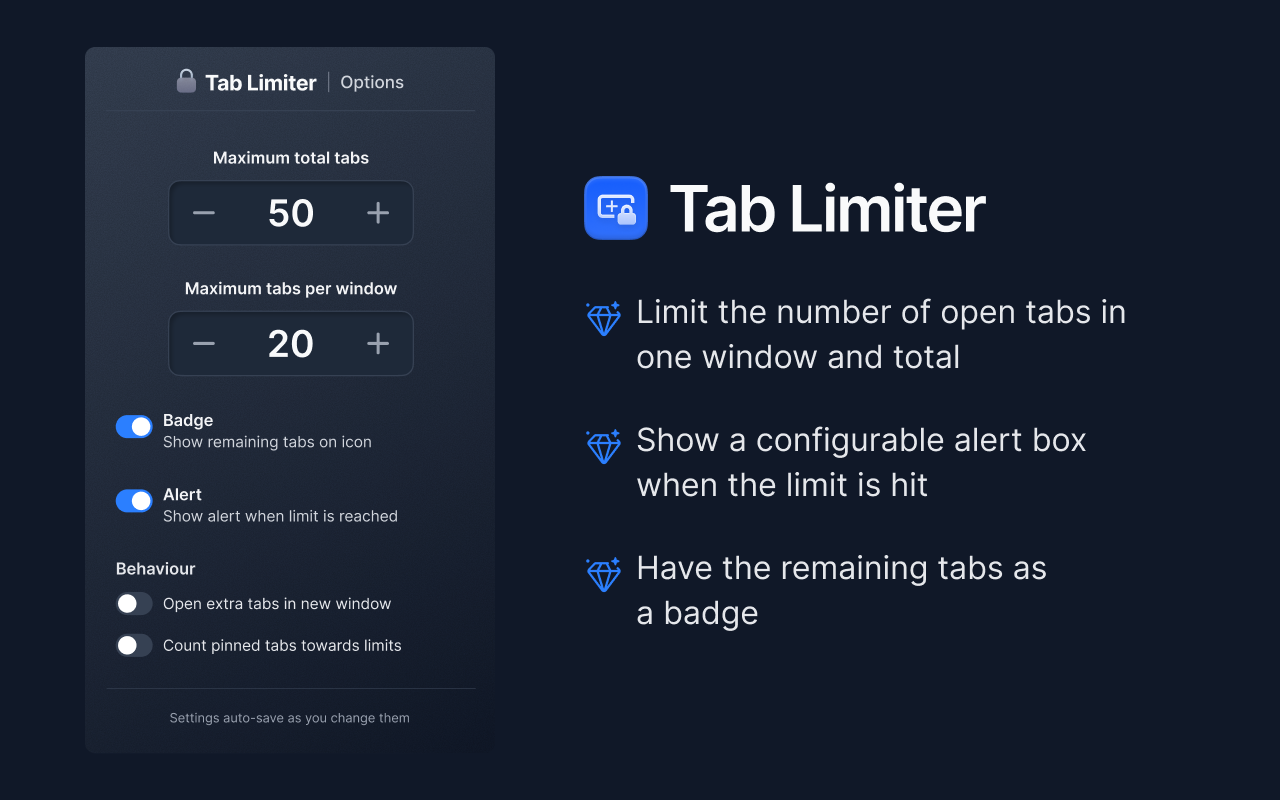 Tab Limiter | Options
Maximum total tabs
− 50 +
Maximum tabs per window
− 20 +
Badge
Show remaining tabs on icon
Alert
Show alert when limit is reached
Behaviour
Open extra tabs in new window
Count pinned tabs towards limits
Settings auto-save as you change them
Tab Limiter
Limit the number of open tabs in
one window and total
Show a configurable alert box
when the limit is hit
Have the remaining tabs as
a badge